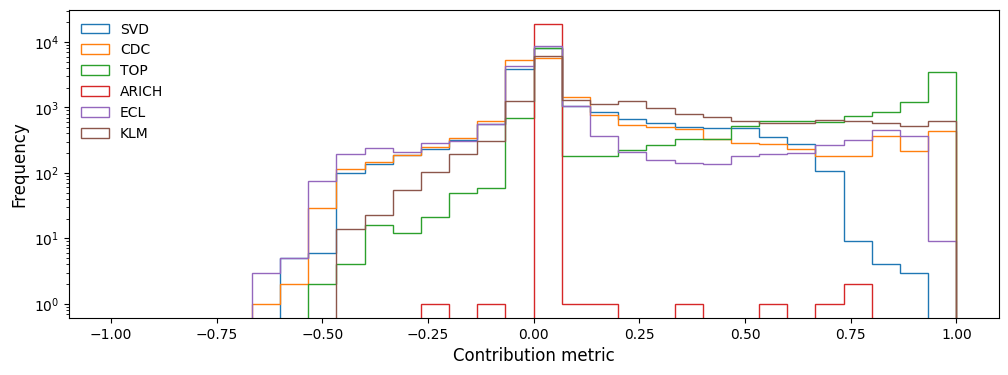 SVD
CDC
TOP
ARICH
ECL
KLM
Frequency
10⁴
10³
10²
10¹
10⁰
−1.00 −0.75 −0.50 −0.25 0.00 0.25 0.50 0.75 1.00
Contribution metric